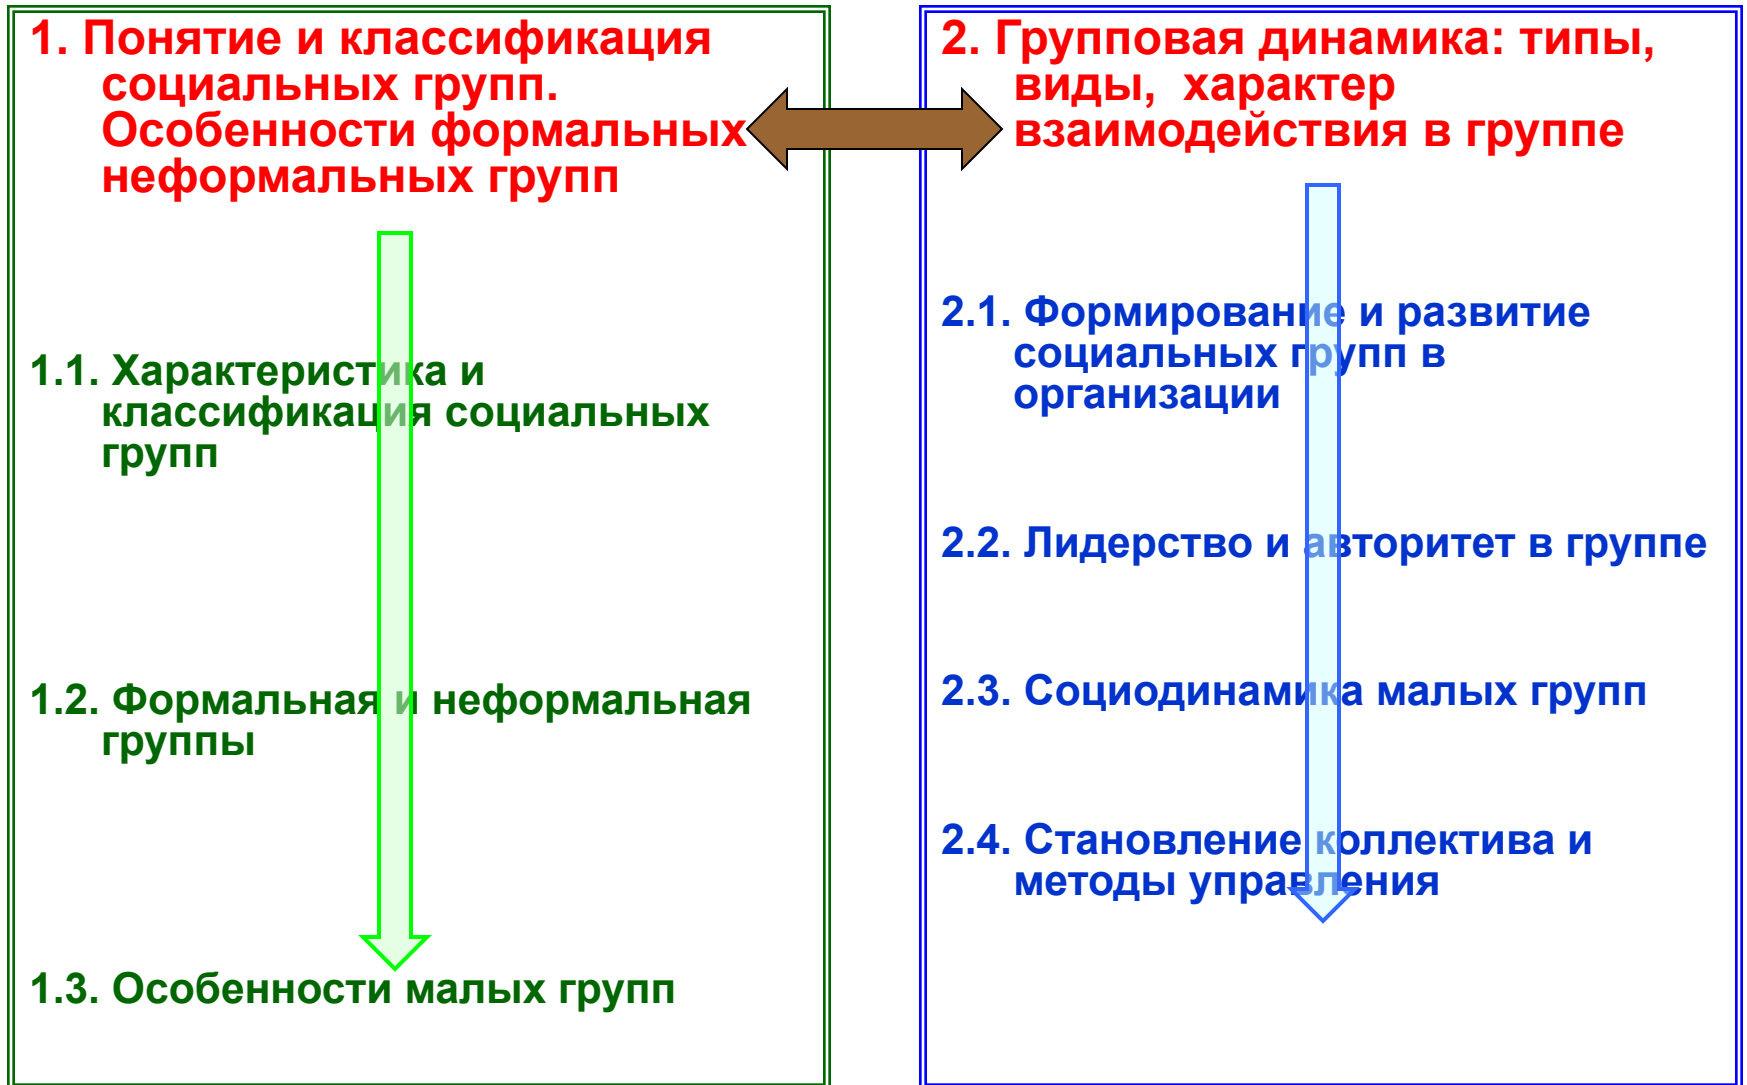 1. Понятие и классификация
социальных групп.
Особенности формальных
неформальных групп
1.1. Характеристика и
классификация социальных
групп
1.2. Формальная и неформальная
группы
1.3. Особенности малых групп
2. Групповая динамика: типы,
виды,  характер
взаимодействия в группе
2.1. Формирование и развитие
социальных групп в
организации
2.2. Лидерство и авторитет в группе
2.3. Социодинамика малых групп
2.4. Становление коллектива и
методы управления